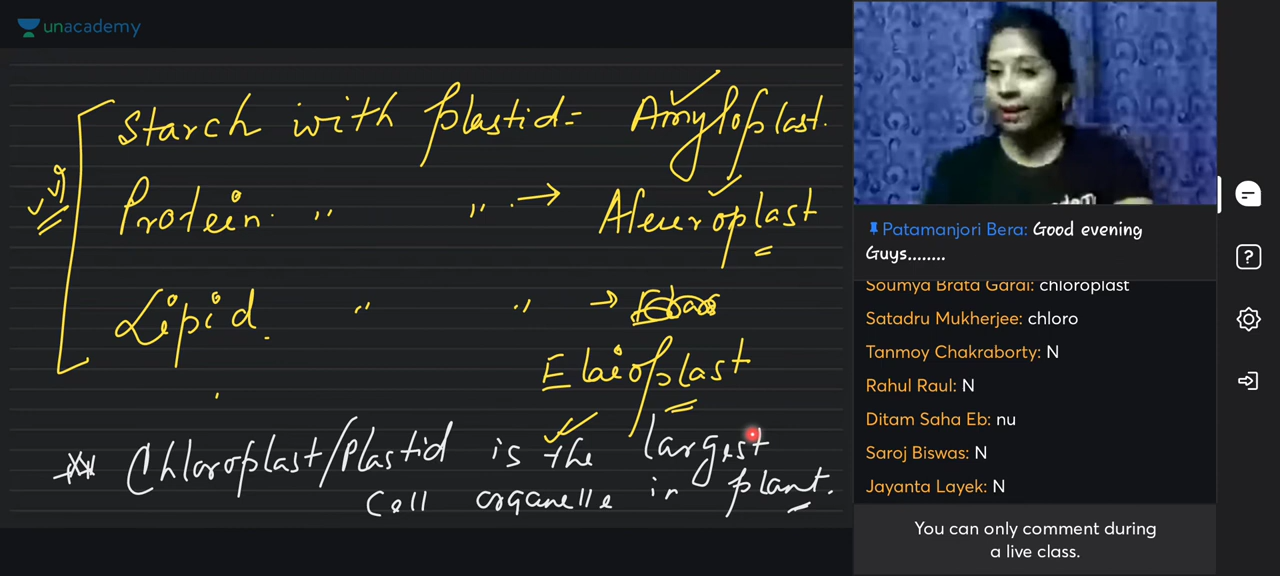 unacademy
Starch with plastid = Amyloplast.
Protein. " " → Aleuroplast
Lipid. " " →
Elaioplast
Chloroplast/Plastid is the largest
Cell organelle in plant.
Patamanjori Bera: Good evening
Guys........
Soumya Brata Garai: chloroplast
Satadru Mukherjee: chloro
Tanmoy Chakraborty: N
Rahul Raul: N
Ditam Saha Eb: nu
Saroj Biswas: N
Jayanta Layek: N
You can only comment during
a live class.